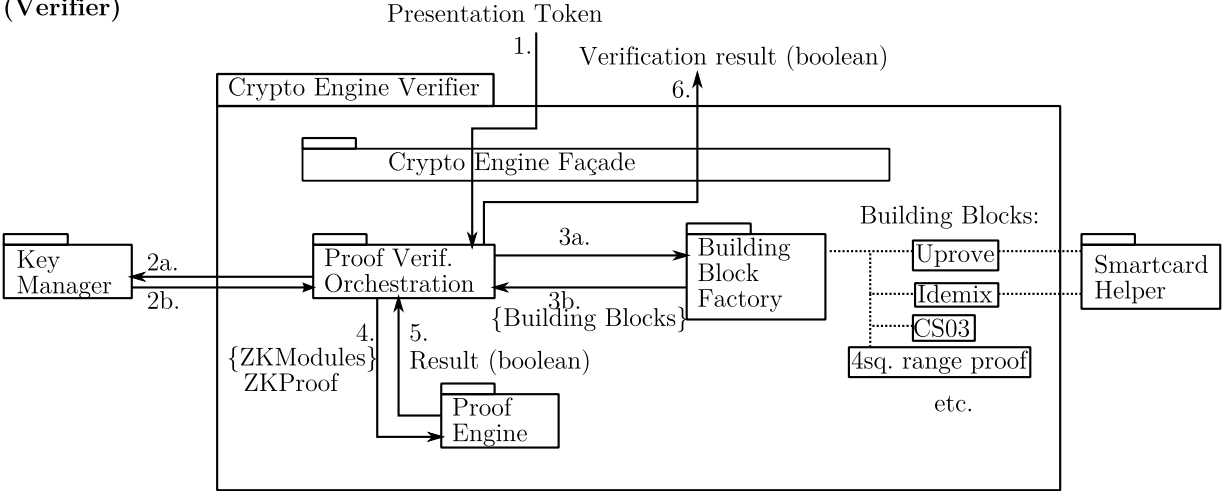 (Verifier)
Presentation Token
1.
Verification result (boolean)
6.
Crypto Engine Verifier
Crypto Engine Façade
Building Blocks:
Key
Manager
2a.
2b.
Proof Verif.
Orchestration
3a.
3b.
{Building Blocks}
Building
Block
Factory
Uprove
Idemix
CS03
4sq. range proof
etc.
Smartcard
Helper
4.
{ZKModules}
ZKProof
5.
Result (boolean)
Proof
Engine